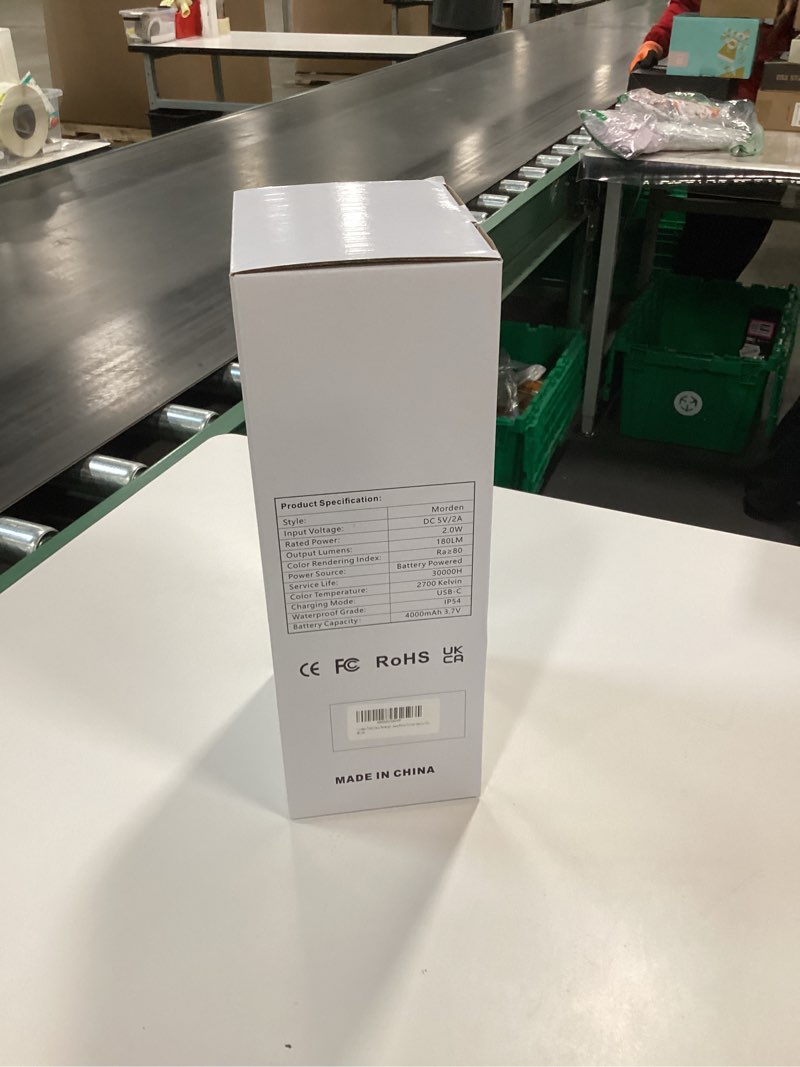 Product Specification:
Style: Morden
Input Voltage: DC 5V/2A
Rated Power: 2.0W
Output Lumens: 180LM
Color Rendering Index: Ra≥80
Power Source: Battery Powered
Service Life: 30000H
Color Temperature: 2700 Kelvin
Charging Mode: USB-C
Waterproof Grade: IP54
Battery Capacity: 4000mAh 3.7V
CE FC RoHS UK CA
MADE IN CHINA